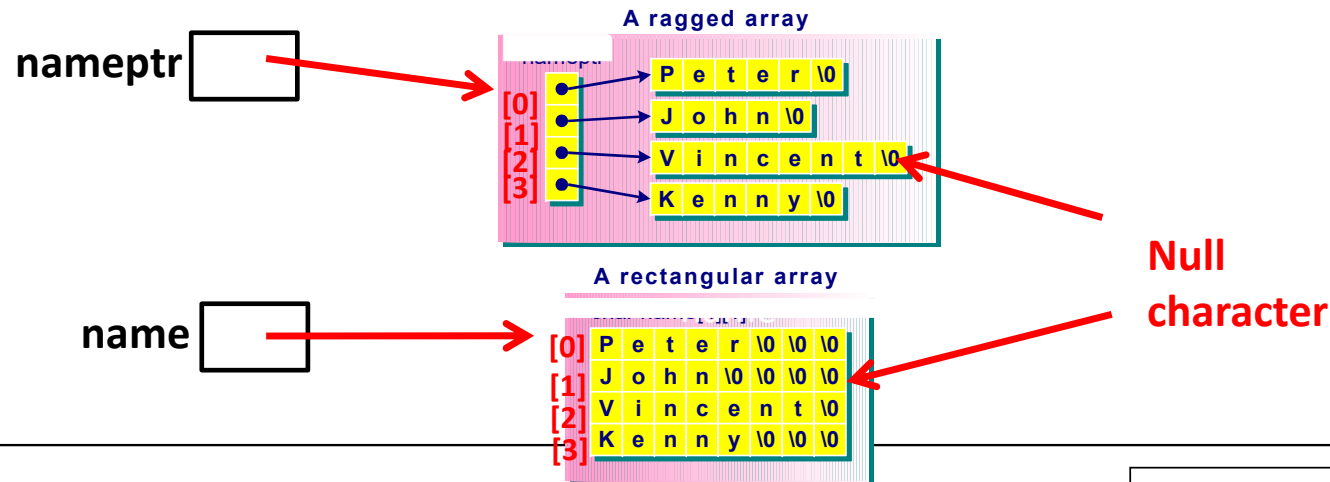 A ragged array
nameptr
nameptr
[0] P e t e r \0
[1] J o h n \0
[2] V i n c e n t \0
[3] K e n n y \0
Null
character
A rectangular array
name
[0] P e t e r \0 \0 \0
[1] J o h n \0 \0 \0 \0
[2] V i n c e n t \0
[3] K e n n y \0 \0 \0